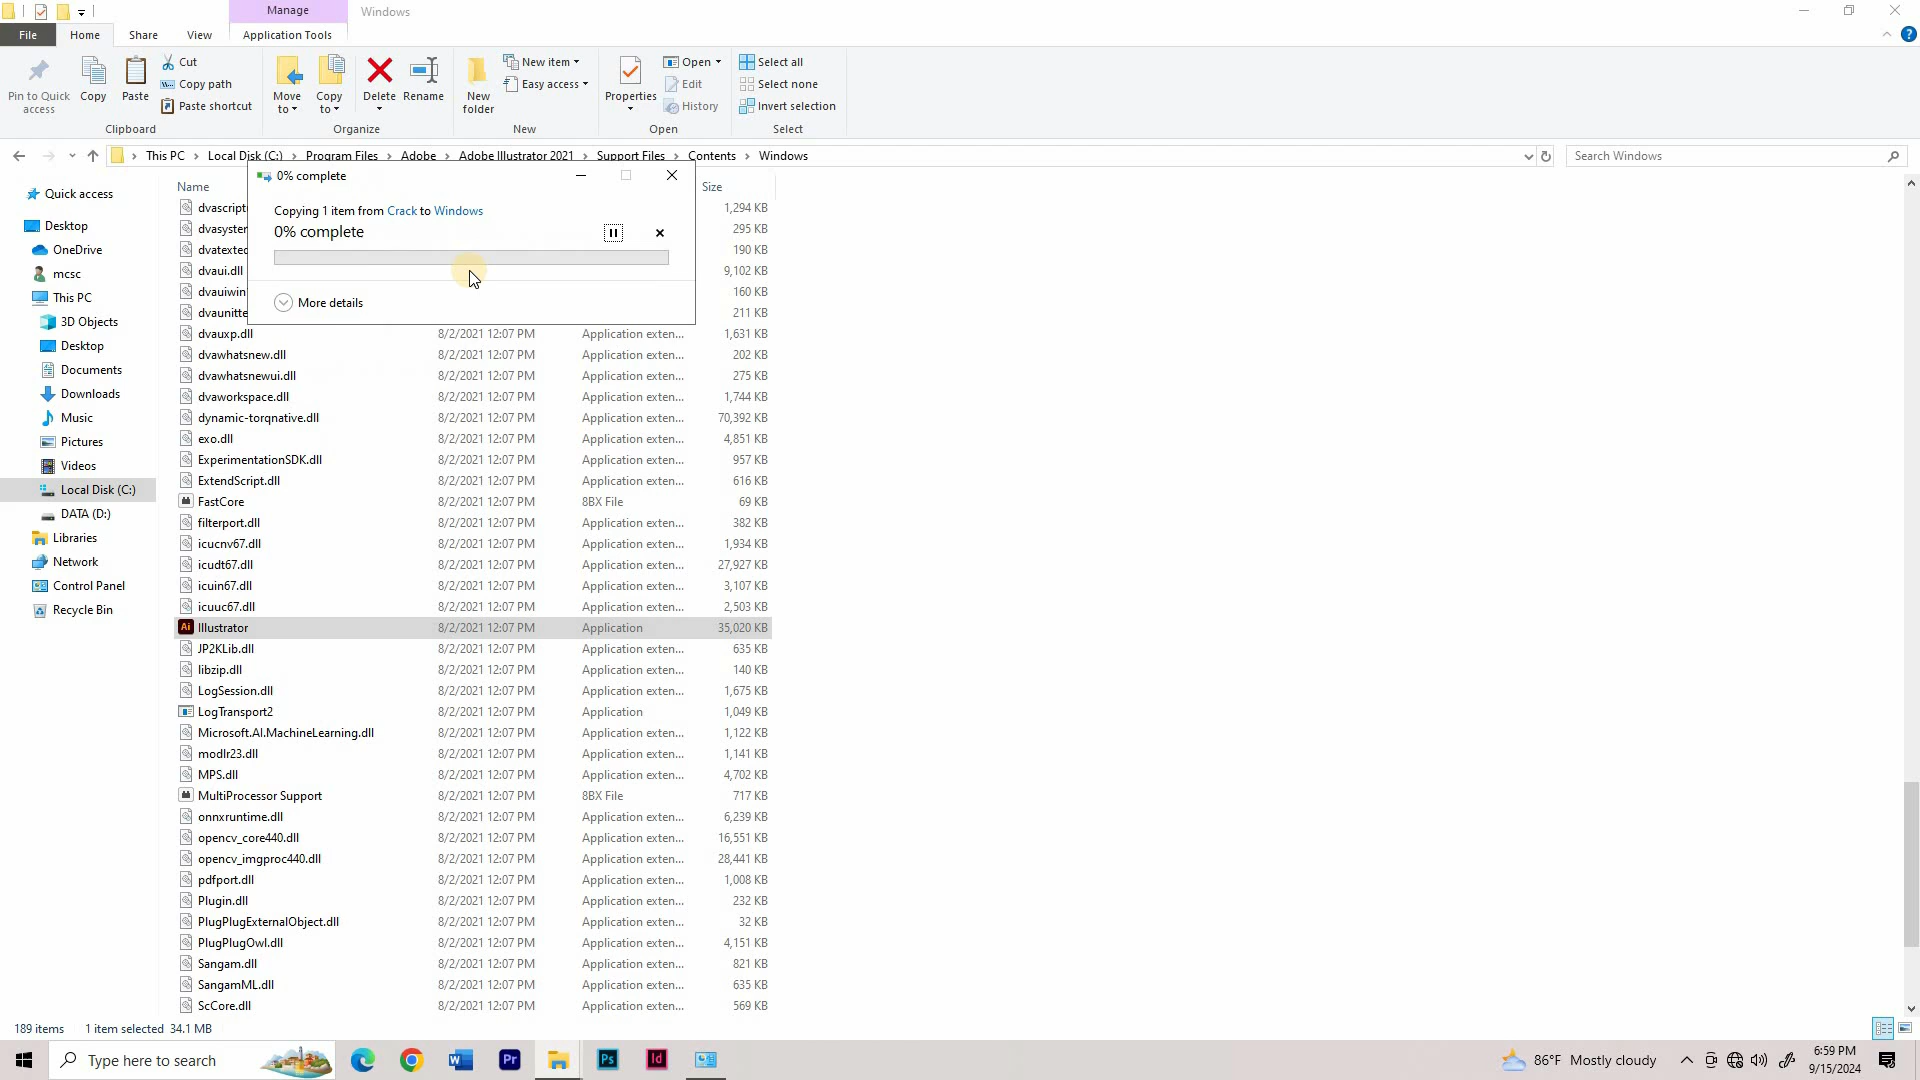 Manage
Windows
File
Home
Share
View
Application Tools
Pin to Quick access
Copy
Paste
Cut
Copy path
Paste shortcut
Clipboard
Move to
Copy to
Delete
Rename
Organize
New folder
New item
Easy access
New
Properties
Open
Edit
History
Open
Select all
Select none
Invert selection
Select
This PC > Local Disk (C:) > Program Files > Adobe > Adobe Illustrator 2021 > Support Files > Contents > Windows
Search Windows
Quick access
Desktop
OneDrive
mcsc
This PC
3D Objects
Desktop
Documents
Downloads
Music
Pictures
Videos
Local Disk (C:)
DATA (D:)
Libraries
Network
Control Panel
Recycle Bin
0% complete
Copying 1 item from Crack to Windows
0% complete
More details
Name Size
dvascript 1,294 KB
dvasyster 295 KB
dvatexted 190 KB
dvaui.dll 9,102 KB
dvauiwin 160 KB
dvaunitte 211 KB
dvauxp.dll 8/2/2021 12:07 PM Application exten... 1,631 KB
dvawhatsnew.dll 8/2/2021 12:07 PM Application exten... 202 KB
dvawhatsnewui.dll 8/2/2021 12:07 PM Application exten... 275 KB
dvaworkspace.dll 8/2/2021 12:07 PM Application exten... 1,744 KB
dynamic-torqnative.dll 8/2/2021 12:07 PM Application exten... 70,392 KB
exo.dll 8/2/2021 12:07 PM Application exten... 4,851 KB
ExperimentationSDK.dll 8/2/2021 12:07 PM Application exten... 957 KB
ExtendScript.dll 8/2/2021 12:07 PM Application exten... 616 KB
FastCore 8/2/2021 12:07 PM 8BX File 69 KB
filterport.dll 8/2/2021 12:07 PM Application exten... 382 KB
icucnv67.dll 8/2/2021 12:07 PM Application exten... 1,934 KB
icudt67.dll 8/2/2021 12:07 PM Application exten... 27,927 KB
icuin67.dll 8/2/2021 12:07 PM Application exten... 3,107 KB
icuuc67.dll 8/2/2021 12:07 PM Application exten... 2,503 KB
Ai Illustrator 8/2/2021 12:07 PM Application 35,020 KB
JP2KLib.dll 8/2/2021 12:07 PM Application exten... 635 KB
libzip.dll 8/2/2021 12:07 PM Application exten... 140 KB
LogSession.dll 8/2/2021 12:07 PM Application exten... 1,675 KB
LogTransport2 8/2/2021 12:07 PM Application 1,049 KB
Microsoft.AI.MachineLearning.dll 8/2/2021 12:07 PM Application exten... 1,122 KB
modlr23.dll 8/2/2021 12:07 PM Application exten... 1,141 KB
MPS.dll 8/2/2021 12:07 PM Application exten... 4,702 KB
MultiProcessor Support 8/2/2021 12:07 PM 8BX File 717 KB
onnxruntime.dll 8/2/2021 12:07 PM Application exten... 6,239 KB
opencv_core440.dll 8/2/2021 12:07 PM Application exten... 16,551 KB
opencv_imgproc440.dll 8/2/2021 12:07 PM Application exten... 28,441 KB
pdfport.dll 8/2/2021 12:07 PM Application exten... 1,008 KB
Plugin.dll 8/2/2021 12:07 PM Application exten... 232 KB
PlugPlugExternalObject.dll 8/2/2021 12:07 PM Application exten... 32 KB
PlugPlugOwl.dll 8/2/2021 12:07 PM Application exten... 4,151 KB
Sangam.dll 8/2/2021 12:07 PM Application exten... 821 KB
SangamML.dll 8/2/2021 12:07 PM Application exten... 635 KB
ScCore.dll 8/2/2021 12:07 PM Application exten... 569 KB
189 items 1 item selected 34.1 MB
Type here to search
Pr
Ps
Id
86°F Mostly cloudy
6:59 PM
9/15/2024